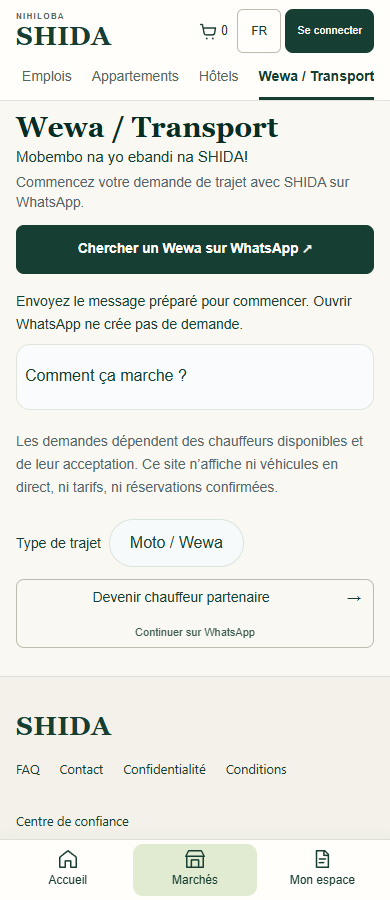 NIHILOBA
SHIDA
0
FR
Se connecter
Emplois Appartements Hôtels Wewa / Transport
Wewa / Transport
Mobembo na yo ebandi na SHIDA!
Commencez votre demande de trajet avec SHIDA sur
WhatsApp.
Chercher un Wewa sur WhatsApp ↗
Envoyez le message préparé pour commencer. Ouvrir
WhatsApp ne crée pas de demande.
Comment ça marche ?
Les demandes dépendent des chauffeurs disponibles et
de leur acceptation. Ce site n’affiche ni véhicules en
direct, ni tarifs, ni réservations confirmées.
Type de trajet Moto / Wewa
Devenir chauffeur partenaire →
Continuer sur WhatsApp
SHIDA
FAQ Contact Confidentialité Conditions
Centre de confiance
Accueil Marchés Mon espace